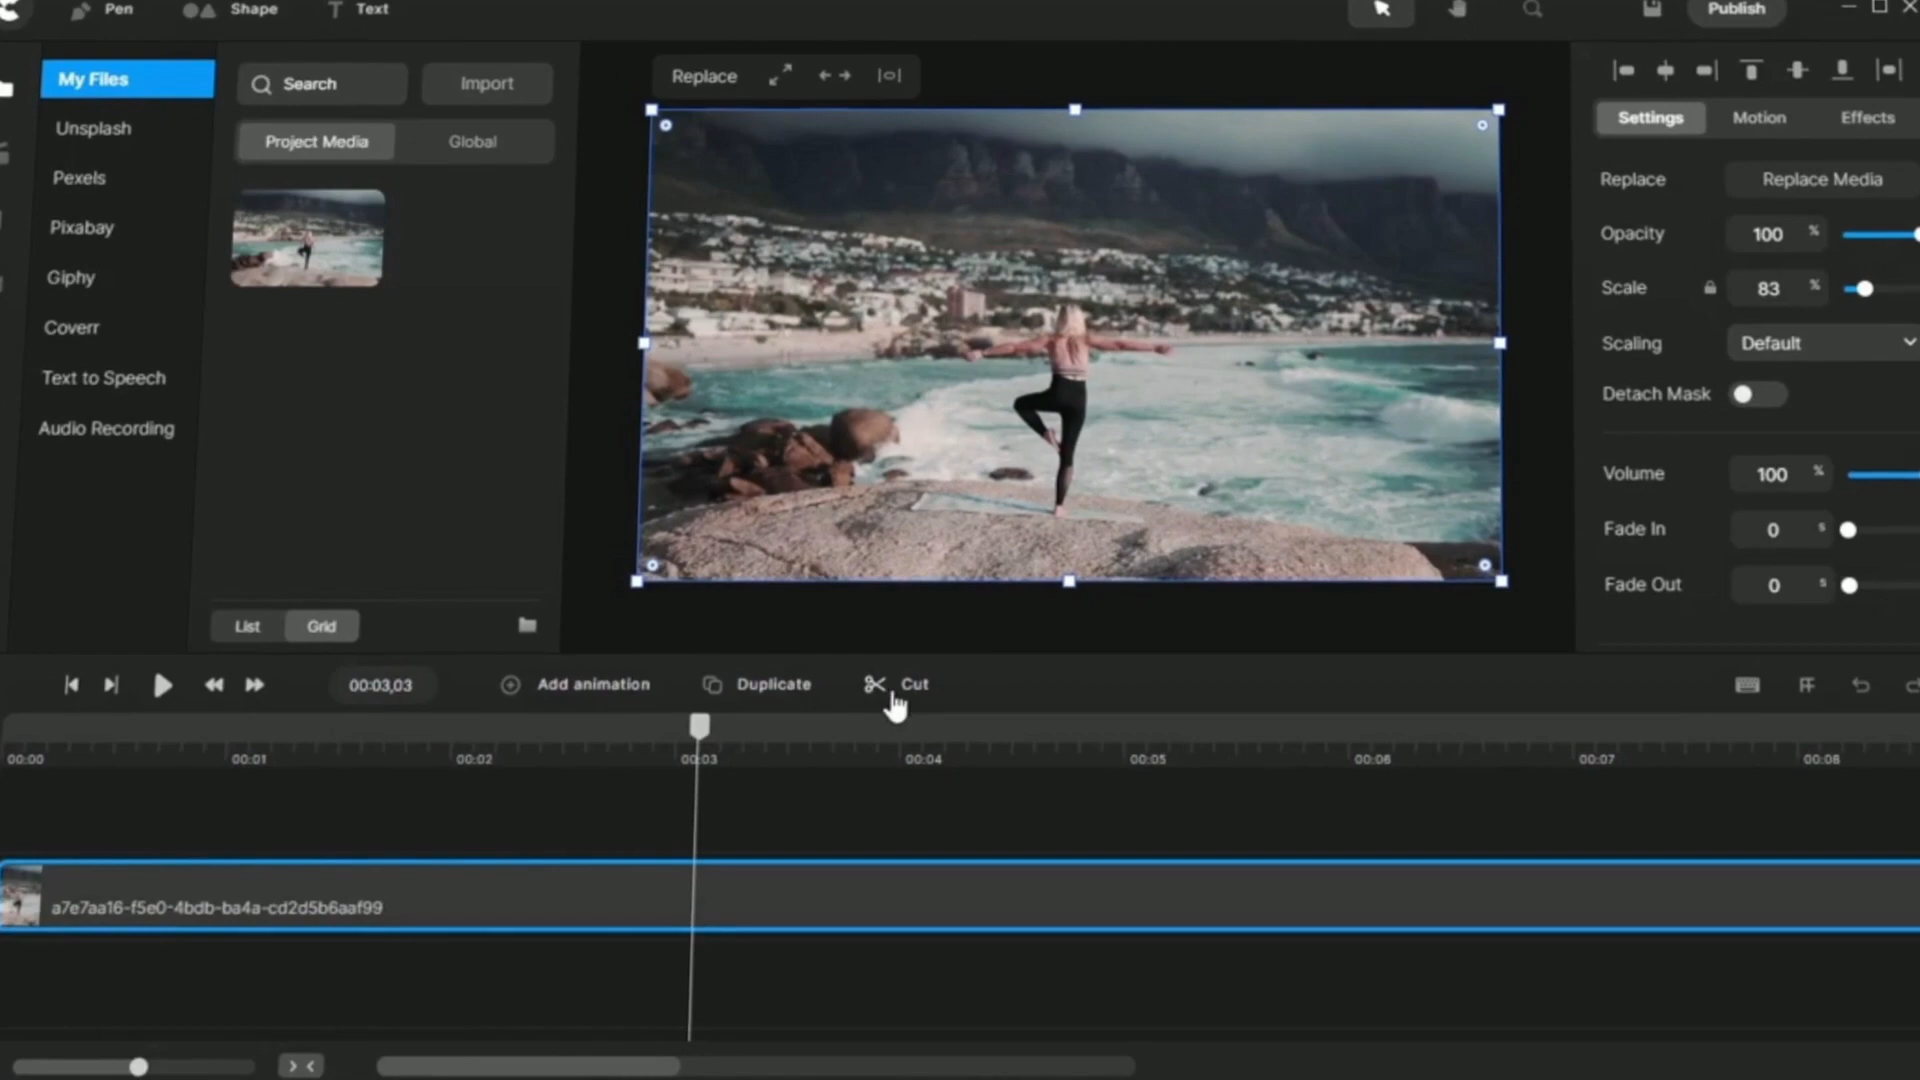 Pen
Shape
Text
Publish
My Files
Search
Import
Replace
Settings
Motion
Effects
Unsplash
Project Media
Global
Pexels
Replace
Replace Media
Pixabay
Opacity
100
%
Giphy
Scale
83
%
Coverr
Scaling
Default
Text to Speech
Detach Mask
Audio Recording
Volume
100
%
Fade In
0
s
Fade Out
0
s
List
Grid
00:03,03
Add animation
Duplicate
Cut
00:00
00:01
00:02
00:03
00:04
00:05
00:06
00:07
00:08
a7e7aa16-f5e0-4bdb-ba4a-cd2d5b6aaf99